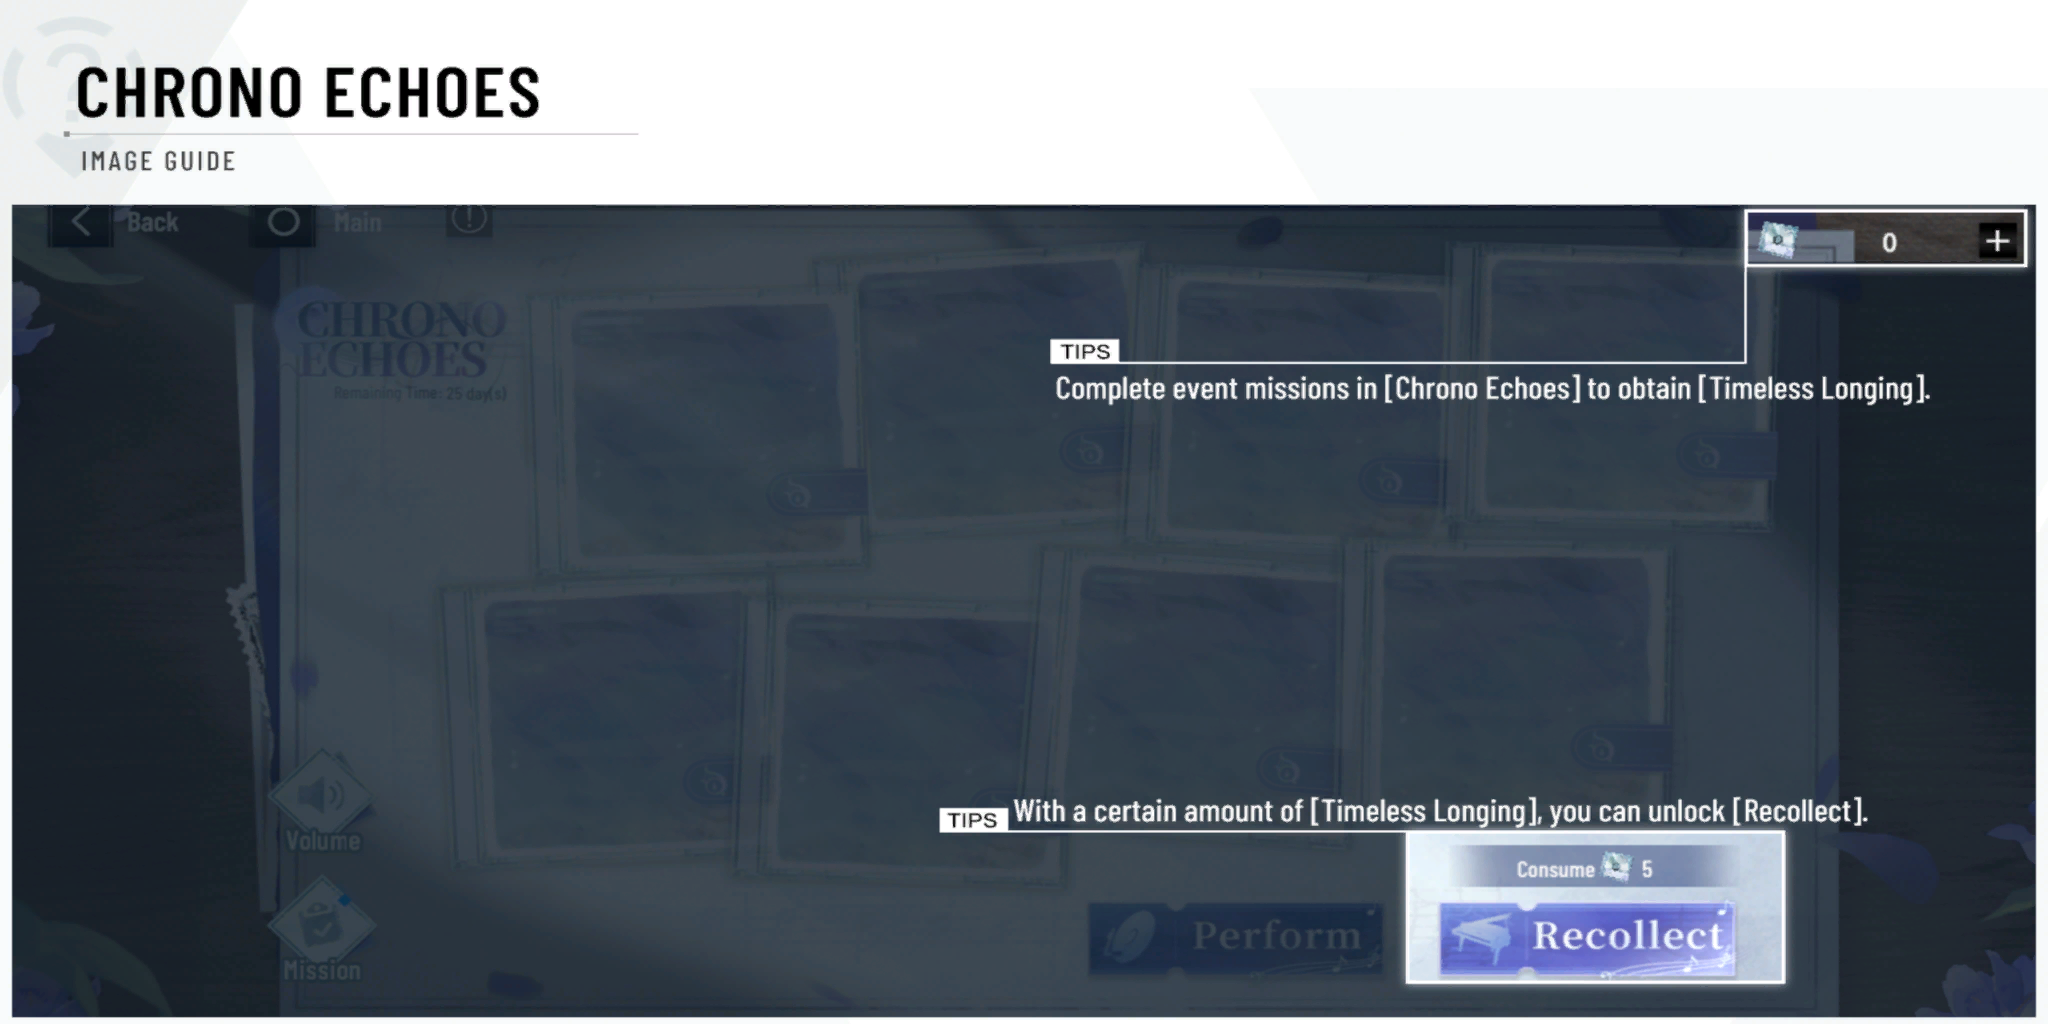 CHRONO ECHOES
IMAGE GUIDE
Back
Main
0
CHRONO
ECHOES
Remaining Time: 25 day(s)
TIPS
Complete event missions in [Chrono Echoes] to obtain [Timeless Longing].
TIPS
With a certain amount of [Timeless Longing], you can unlock [Recollect].
Volume
Consume 5
Perform
Recollect
Mission